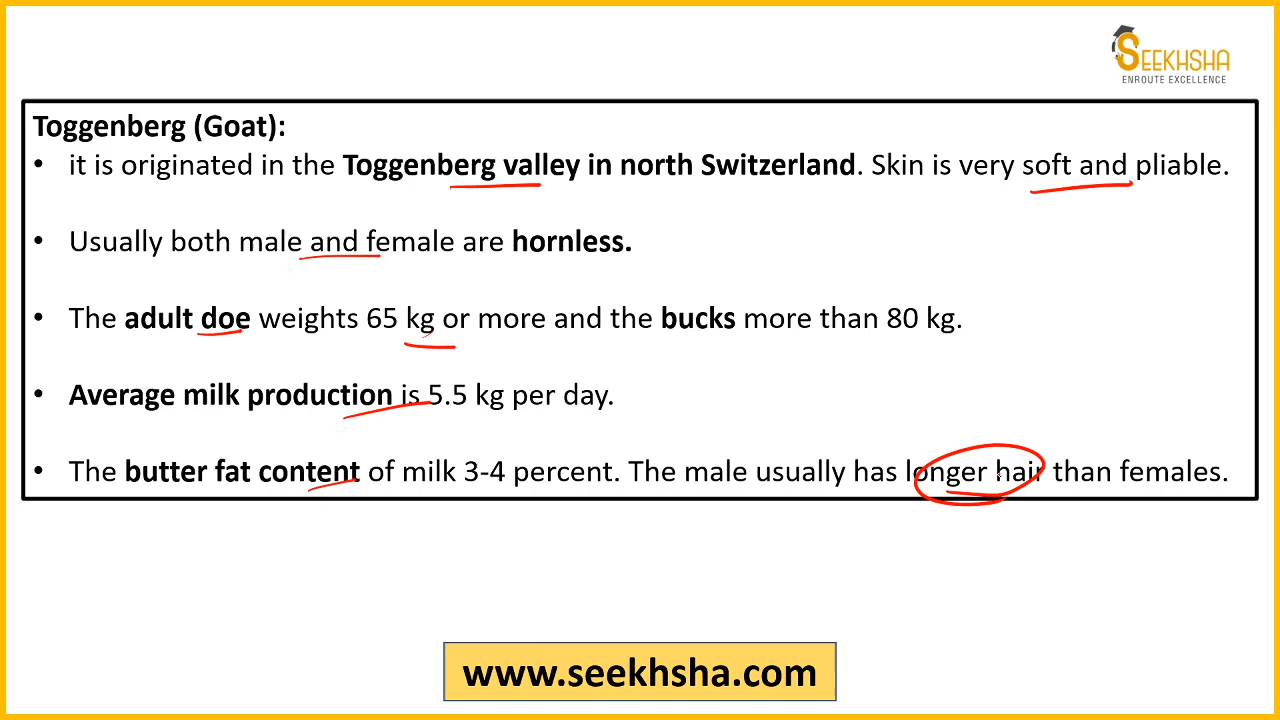 SEEKHSHA
ENROUTE EXCELLENCE
Toggenberg (Goat):
• it is originated in the Toggenberg valley in north Switzerland. Skin is very soft and pliable.
• Usually both male and female are hornless.
• The adult doe weights 65 kg or more and the bucks more than 80 kg.
• Average milk production is 5.5 kg per day.
• The butter fat content of milk 3-4 percent. The male usually has longer hair than females.
www.seekhsha.com